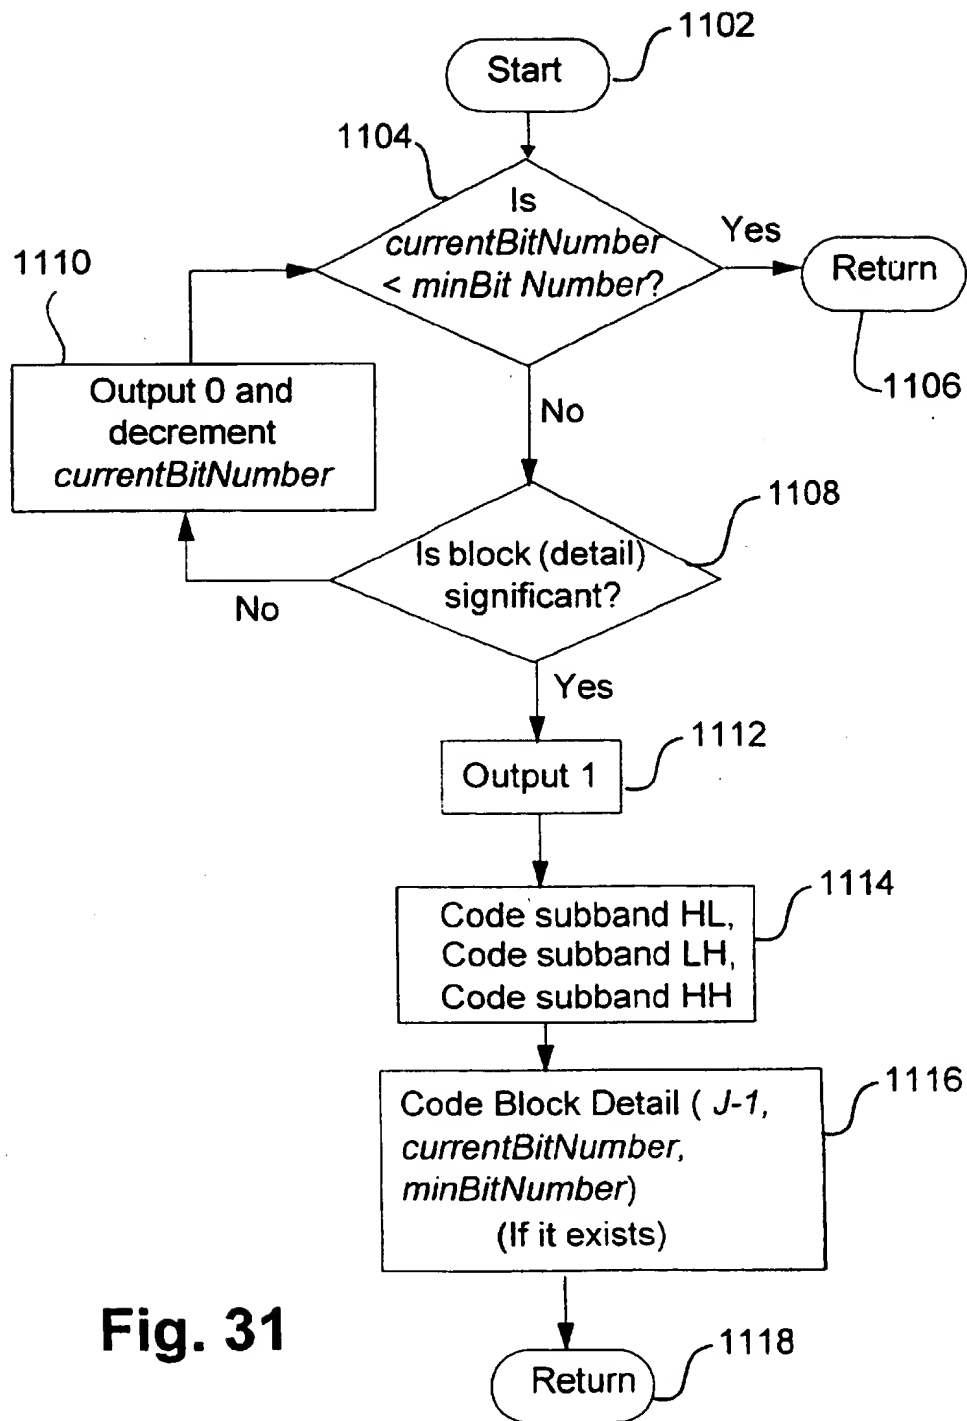 1102
Start
1104
Is
currentBitNumber
< minBit Number?
Yes
Return
1106
1110
Output 0 and
decrement
currentBitNumber
No
1108
Is block (detail)
significant?
No
Yes
1112
Output 1
1114
Code subband HL,
Code subband LH,
Code subband HH
1116
Code Block Detail ( J-1,
currentBitNumber,
minBitNumber)
(If it exists)
Fig. 31
1118
Return